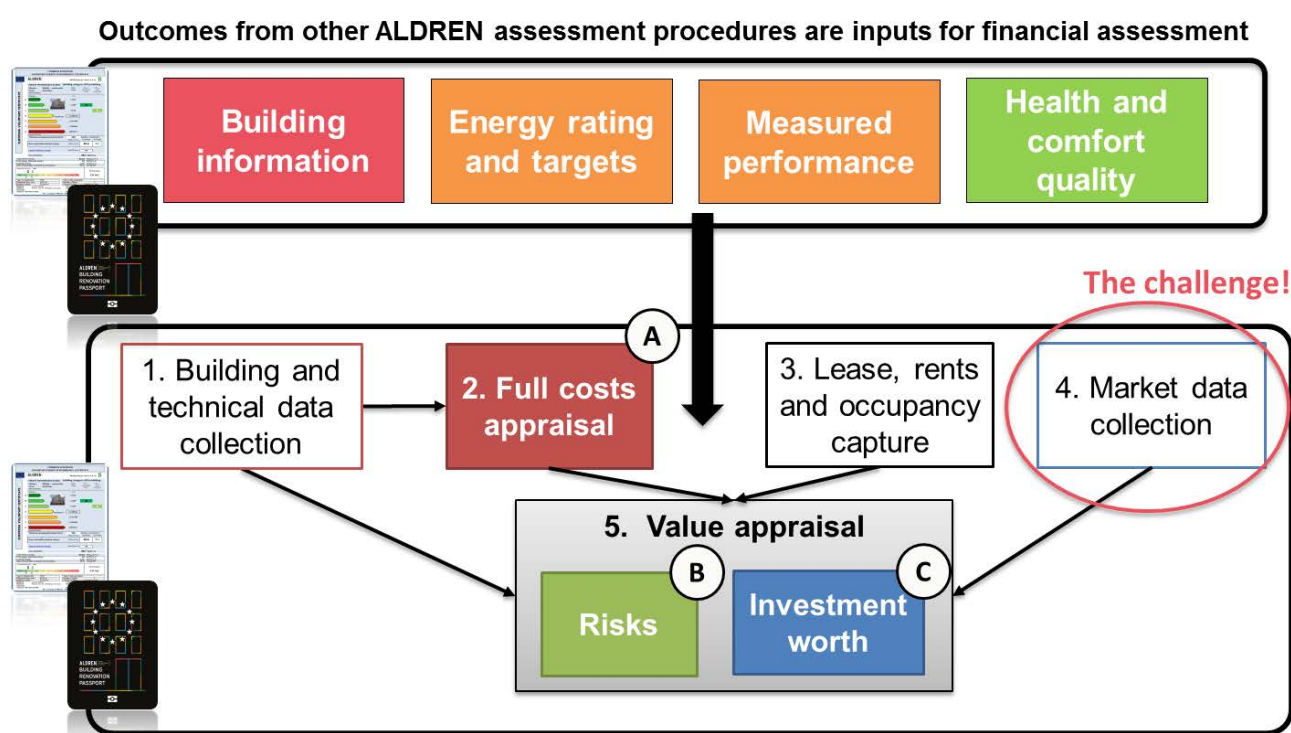 Outcomes from other ALDREN assessment procedures are inputs for financial assessment
Building
information
Energy rating
and targets
Measured
performance
Health and
comfort
quality
ALDREN
BUILDING
RENOVATION
PASSPORT
The challenge!
A
1. Building and
technical data
collection
2. Full costs
appraisal
3. Lease, rents
and occupancy
capture
4. Market data
collection
5. Value appraisal
B
Risks
C
Investment
worth
ALDREN
BUILDING
RENOVATION
PASSPORT